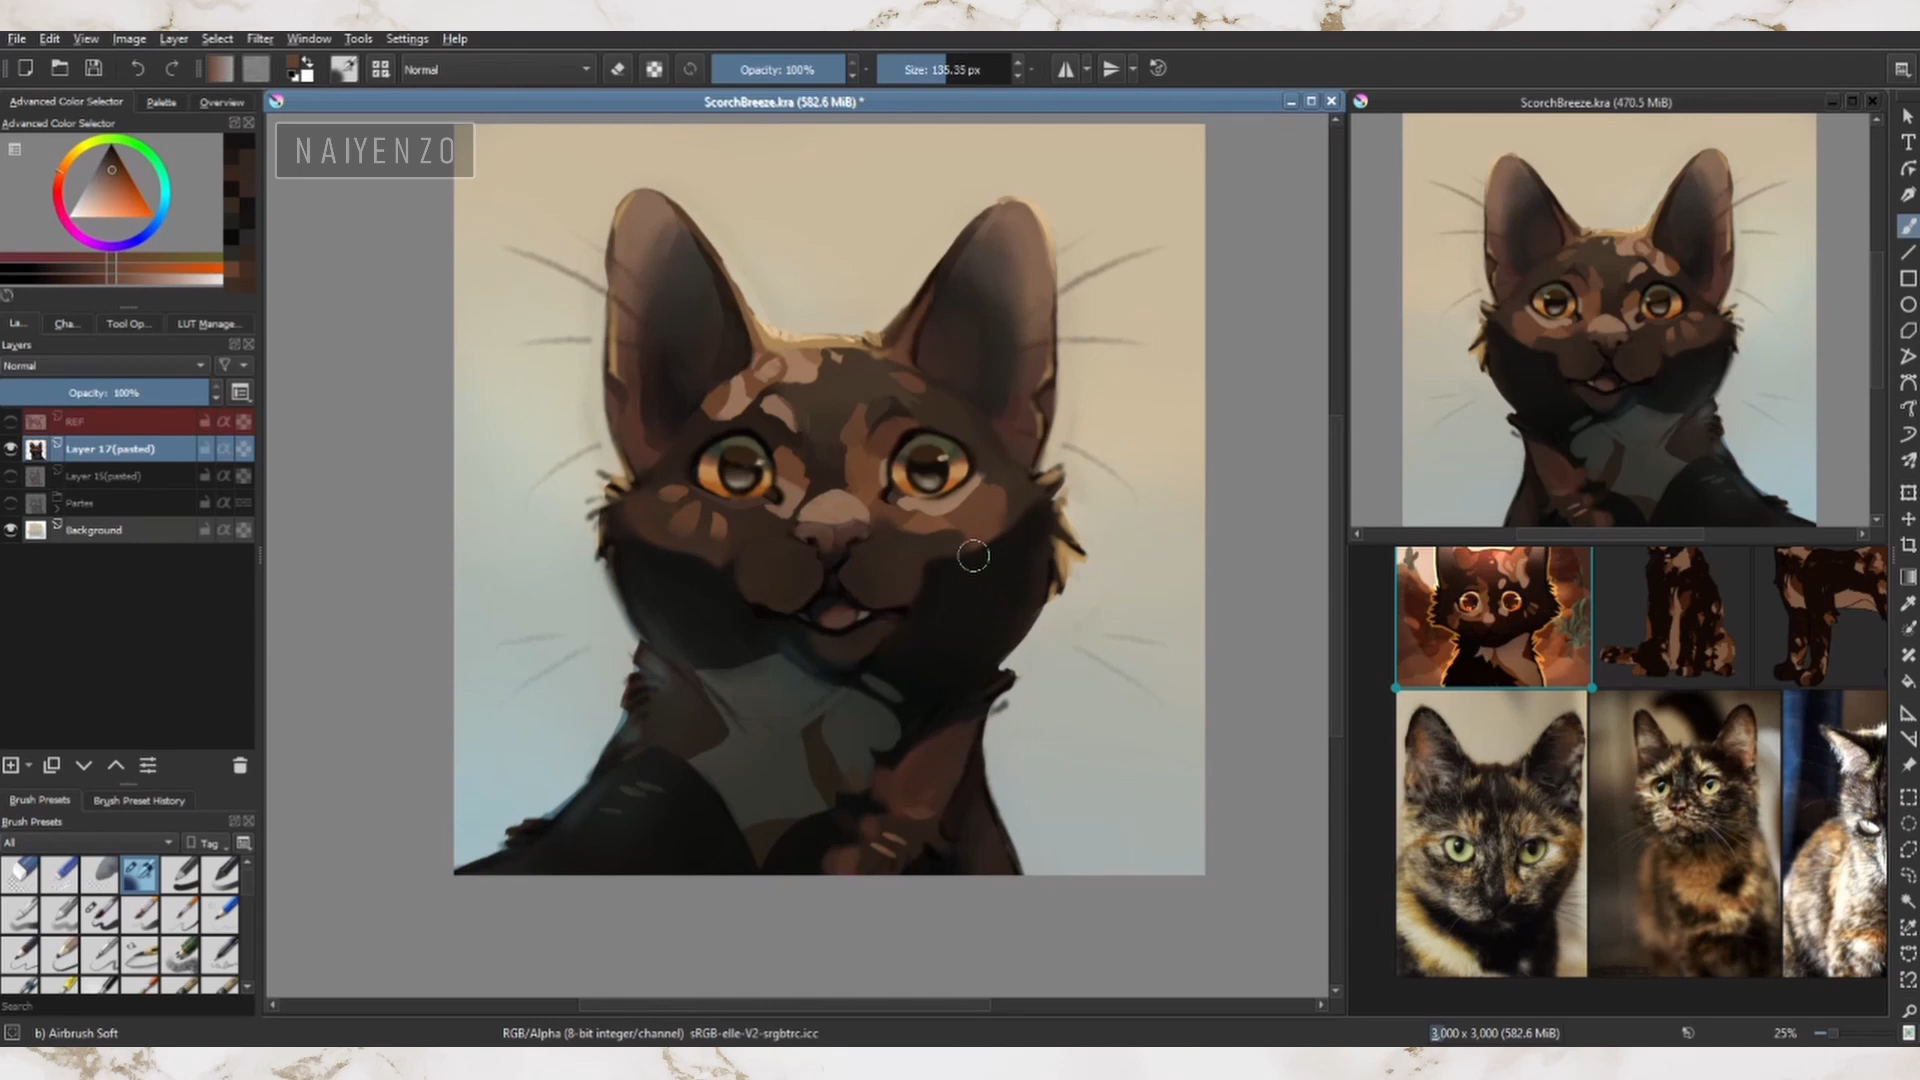 File Edit View Image Layer Select Filter Window Tools Settings Help
Normal Opacity: 100% Size: 135.35 px
Advanced Color Selector Palette Overview
Advanced Color Selector
ScorchBreeze.kra (582.6 MiB) *
ScorchBreeze.kra (470.5 MiB)
NAIYENZO
La... Cha... Tool Op... LUT Manage...
Layers
Normal
Opacity: 100%
REF
Layer 17(pasted)
Layer 15(pasted)
Partes
Background
Brush Presets Brush Preset History
Brush Presets
All Tag
Search
b) Airbrush Soft
RGB/Alpha (8-bit integer/channel) sRGB-elle-V2-srgbtrc.icc
3,000 x 3,000 (582.6 MiB)
25%